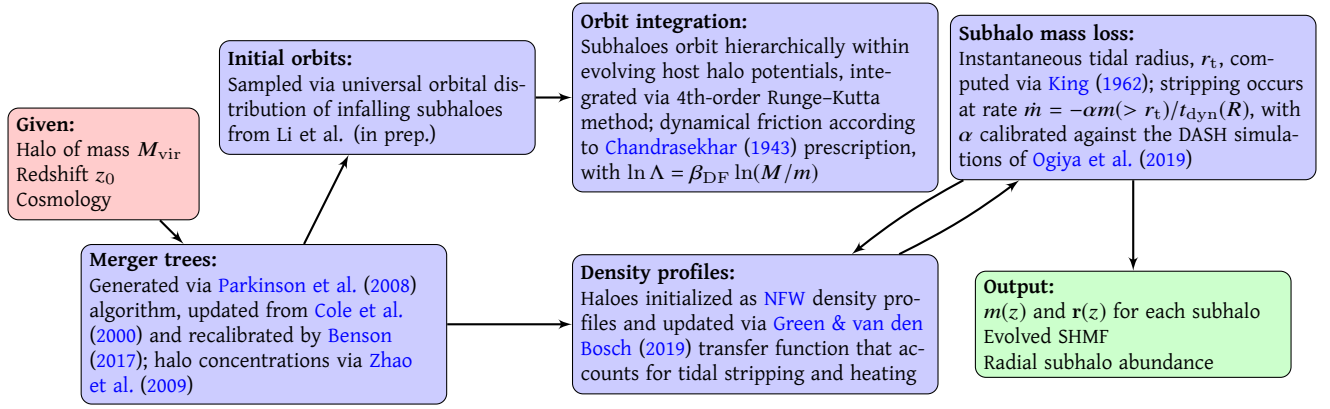 Given:
Halo of mass M_vir
Redshift z_0
Cosmology
Initial orbits:
Sampled via universal orbital dis-
tribution of infalling subhaloes
from Li et al. (in prep.)
Merger trees:
Generated via Parkinson et al. (2008)
algorithm, updated from Cole et al.
(2000) and recalibrated by Benson
(2017); halo concentrations via Zhao
et al. (2009)
Orbit integration:
Subhaloes orbit hierarchically within
evolving host halo potentials, inte-
grated via 4th-order Runge–Kutta
method; dynamical friction according
to Chandrasekhar (1943) prescription,
with ln Λ = β_DF ln(M/m)
Density profiles:
Haloes initialized as NFW density pro-
files and updated via Green & van den
Bosch (2019) transfer function that ac-
counts for tidal stripping and heating
Subhalo mass loss:
Instantaneous tidal radius, r_t, com-
puted via King (1962); stripping occurs
at rate ṁ = −αm(> r_t)/t_dyn(R), with
α calibrated against the DASH simula-
tions of Ogiya et al. (2019)
Output:
m(z) and r(z) for each subhalo
Evolved SHMF
Radial subhalo abundance